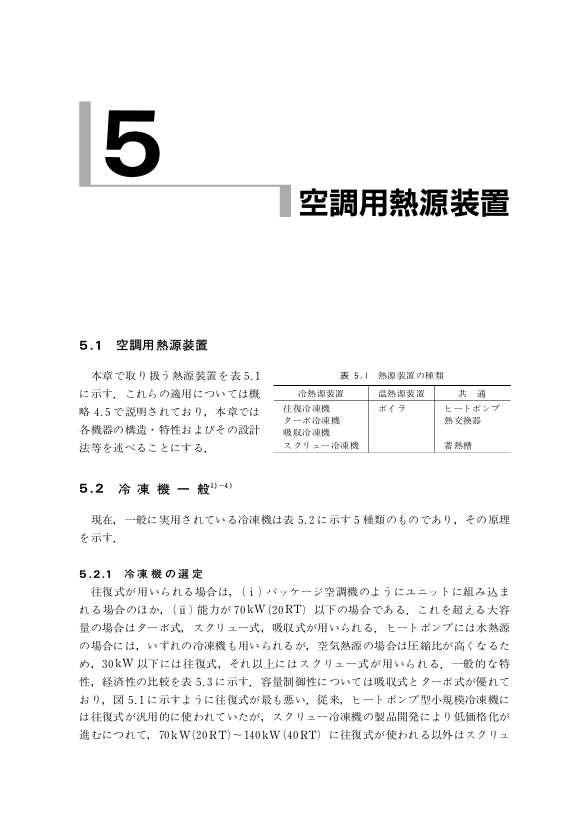 5
空調用熱源装置
5.1 空調用熱源装置
本章で取り扱う熱源装置を表5.1
に示す．これらの適用については概
略4.5で説明されており，本章では
各機器の構造・特性およびその設計
法等を述べることにする．
表 5.1 熱源装置の種類
冷熱源装置 温熱源装置 共 通
往復冷凍機 ボイラ ヒートポンプ
ターボ冷凍機 熱交換器
吸収冷凍機
スクリュー冷凍機 蓄熱槽
5.2 冷凍機一般1)-4)
現在，一般に実用されている冷凍機は表5.2に示す5種類のものであり，その原理
を示す．
5.2.1 冷凍機の選定
往復式が用いられる場合は，(ⅰ)パッケージ空調機のようにユニットに組み込ま
れる場合のほか，(ⅱ)能力が70kW(20RT) 以下の場合である．これを超える大容
量の場合はターボ式，スクリュー式，吸収式が用いられる．ヒートポンプには水熱源
の場合には，いずれの冷凍機も用いられるが，空気熱源の場合は圧縮比が高くなるた
め，30kW以下には往復式，それ以上にはスクリュー式が用いられる．一般的な特
性，経済性の比較を表5.3に示す．容量制御性については吸収式とターボ式が優れて
おり，図5.1に示すように往復式が最も悪い．従来，ヒートポンプ型小規模冷凍機に
は往復式が汎用的に使われていたが，スクリュー冷凍機の製品開発により低価格化が
進むにつれて，70kW(20RT)～140kW(40RT) に往復式が使われる以外はスクリュ